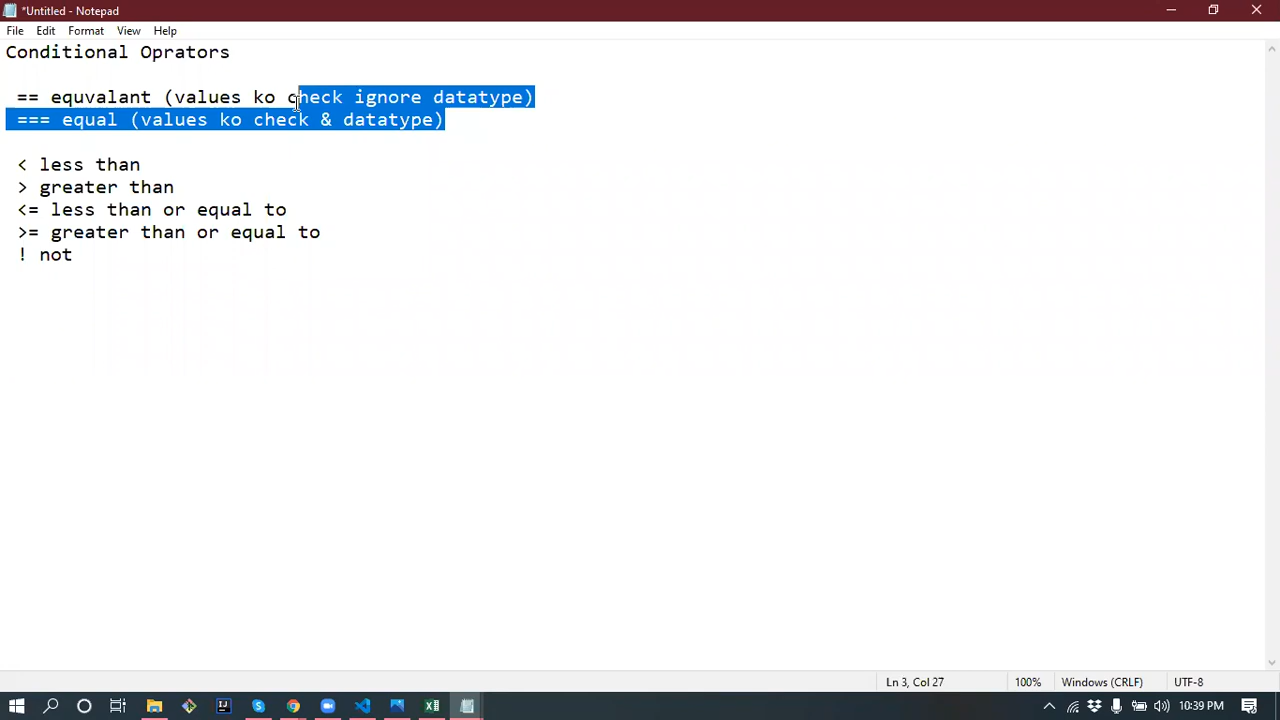 *Untitled - Notepad
File Edit Format View Help
Conditional Oprators
== equvalant (values ko check ignore datatype)
=== equal (values ko check & datatype)
< less than
> greater than
<= less than or equal to
>= greater than or equal to
! not
Ln 3, Col 27 100% Windows (CRLF) UTF-8
10:39 PM